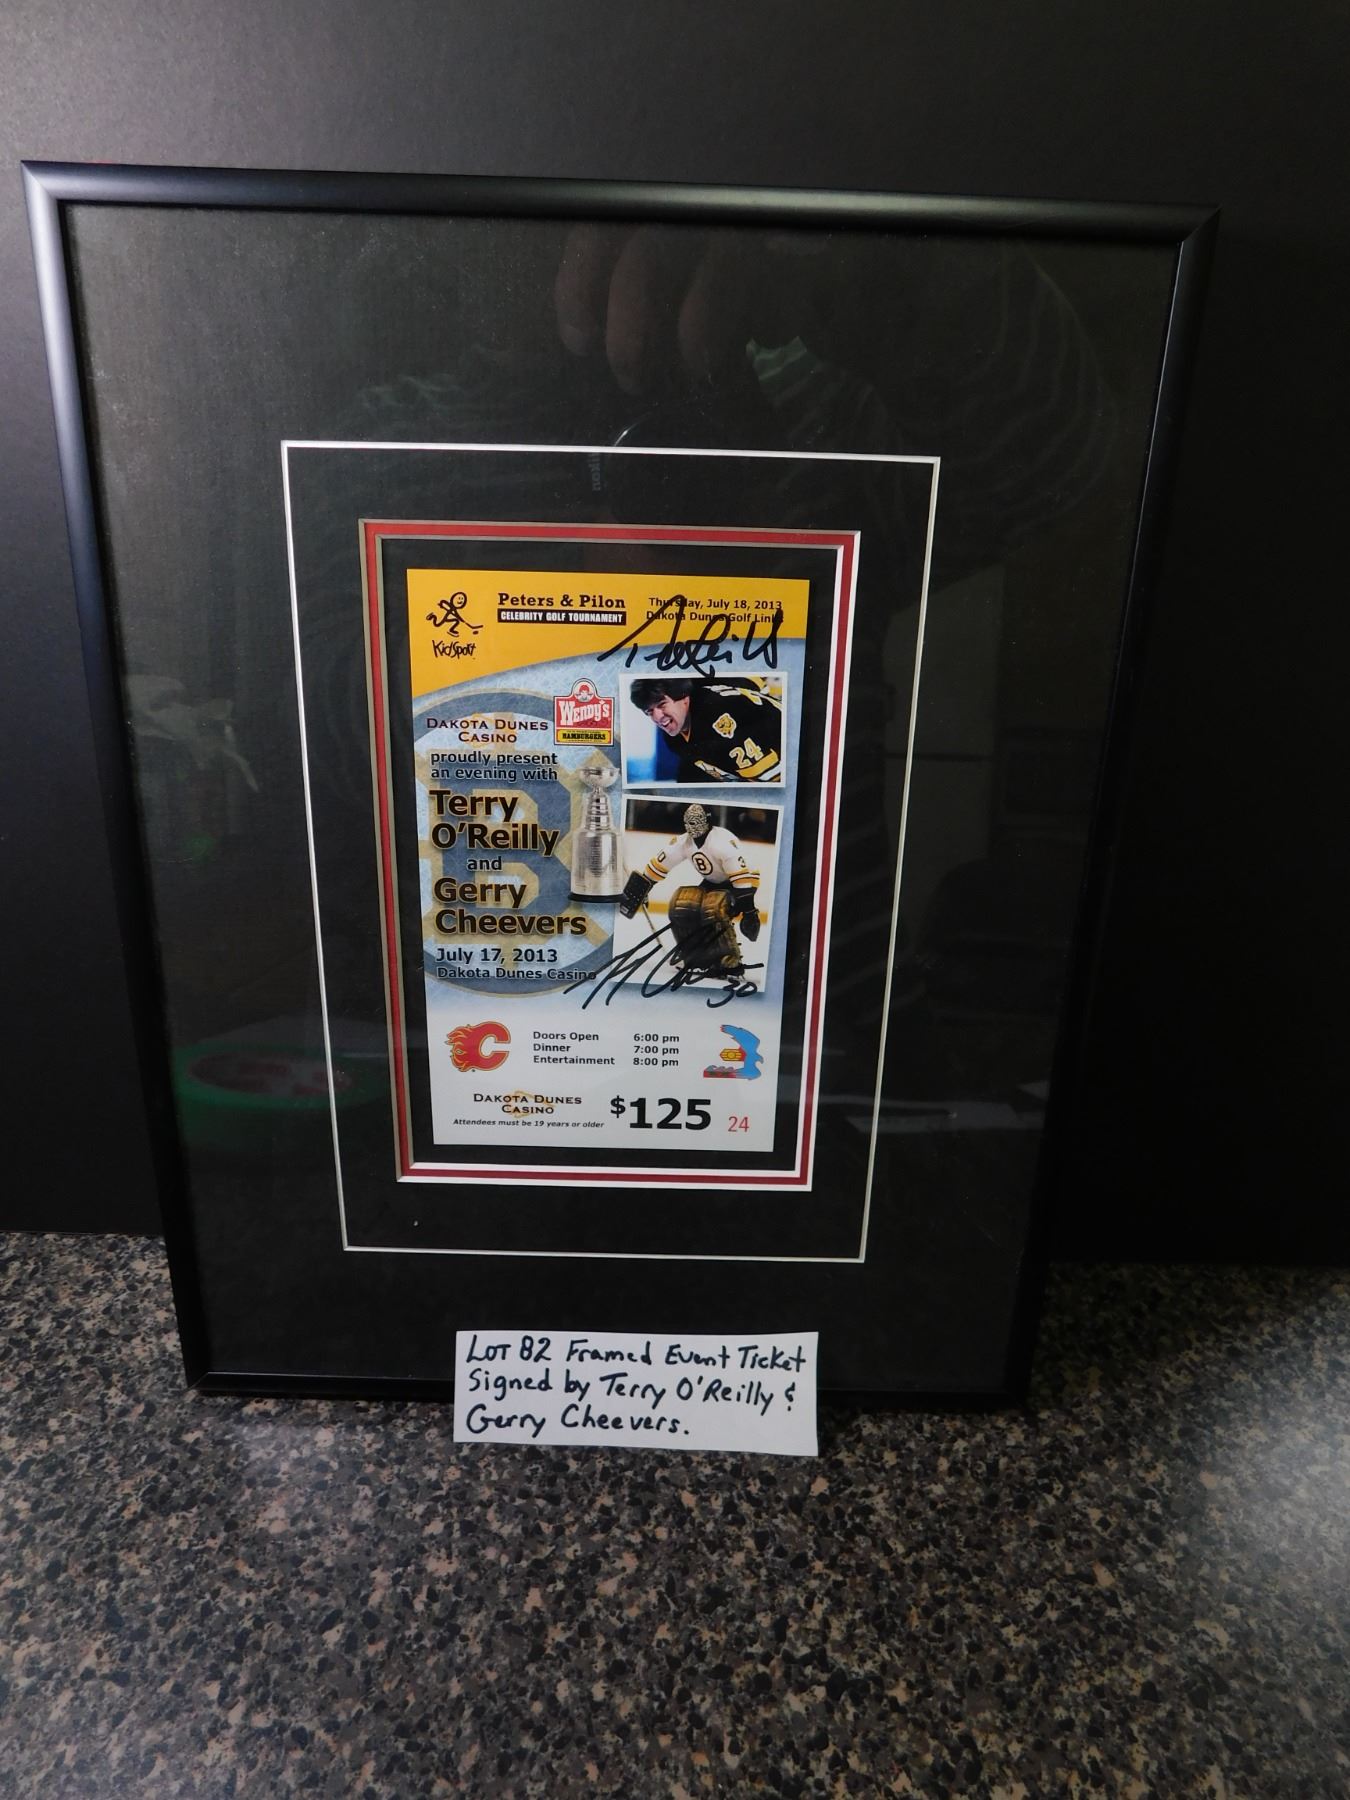 KidSport
Peters & Pilon
CELEBRITY GOLF TOURNAMENT
Thursday, July 18, 2013
Dakota Dunes Golf Links
DAKOTA DUNES
CASINO
WENDY'S
HAMBURGERS
proudly present
an evening with
Terry
O'Reilly
and
Gerry
Cheevers
July 17, 2013
Dakota Dunes Casino
24
30
Doors Open 6:00 pm
Dinner 7:00 pm
Entertainment 8:00 pm
DAKOTA DUNES
CASINO
Attendees must be 19 years or older
$125 24
LOT 82 Framed Event Ticket
Signed by Terry O'Reilly &
Gerry Cheevers.